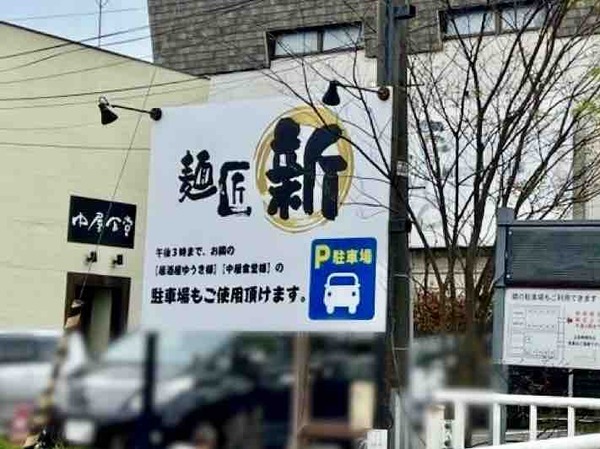 麺匠 新
午後3時まで、お隣の
[居酒屋ゆうき様] [中屋食堂様] の
駐車場もご使用頂けます。
P 駐車場
中屋食堂
隣の駐車場もご利用できます